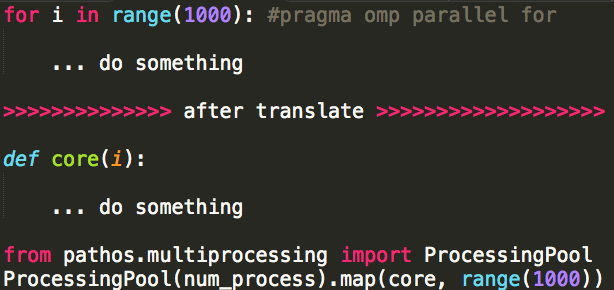 for i in range(1000): #pragma omp parallel for
... do something
>>>>>>>>>>>>>> after translate >>>>>>>>>>>>>>>>>>>
def core(i):
... do something
from pathos.multiprocessing import ProcessingPool
ProcessingPool(num_process).map(core, range(1000))